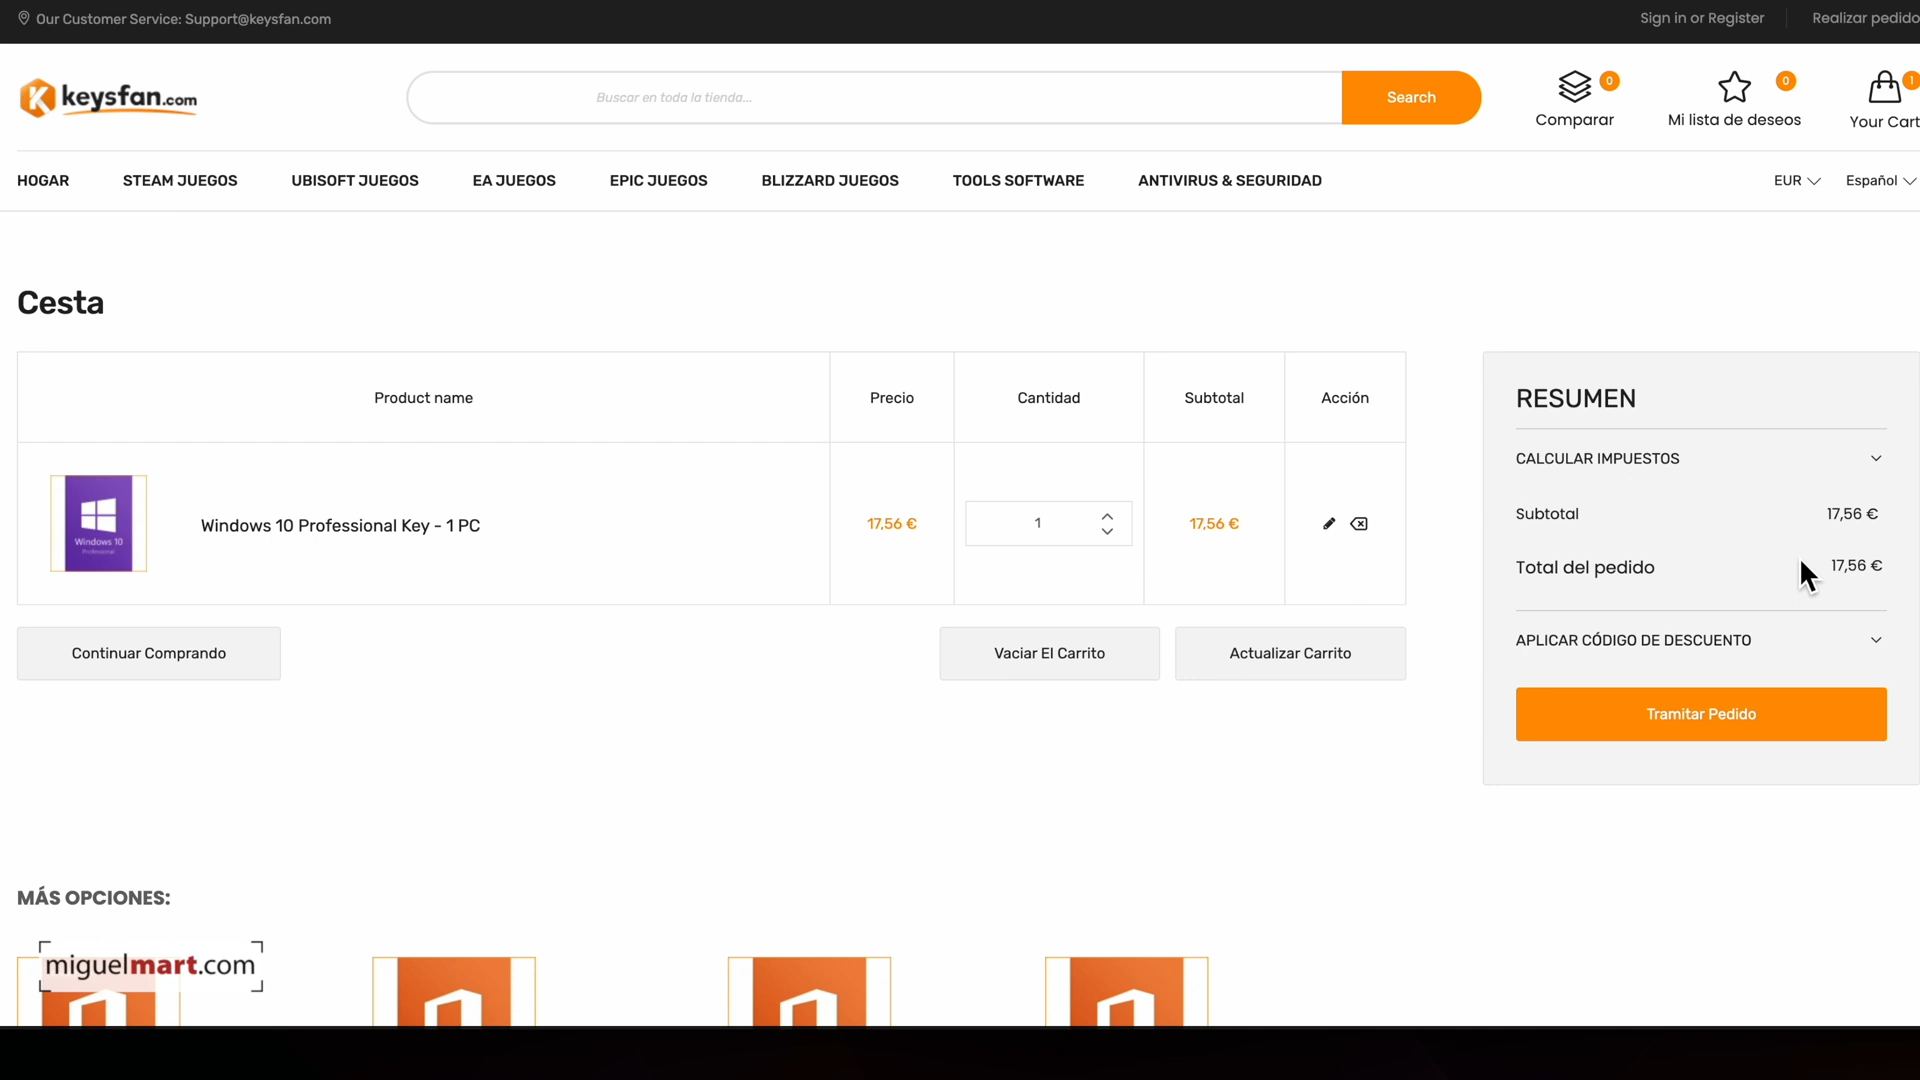 Our Customer Service: Support@keysfan.com
Sign in or Register
Realizar pedido
keysfan.com
Buscar en toda la tienda...
Search
0
Comparar
0
Mi lista de deseos
1
Your Cart
HOGAR
STEAM JUEGOS
UBISOFT JUEGOS
EA JUEGOS
EPIC JUEGOS
BLIZZARD JUEGOS
TOOLS SOFTWARE
ANTIVIRUS & SEGURIDAD
EUR
Español
Cesta
Product name
Precio
Cantidad
Subtotal
Acción
Windows 10
Professional
Windows 10 Professional Key - 1 PC
17,56 €
1
17,56 €
Continuar Comprando
Vaciar El Carrito
Actualizar Carrito
RESUMEN
CALCULAR IMPUESTOS
Subtotal
17,56 €
Total del pedido
17,56 €
APLICAR CÓDIGO DE DESCUENTO
Tramitar Pedido
MÁS OPCIONES:
miguelmart.com